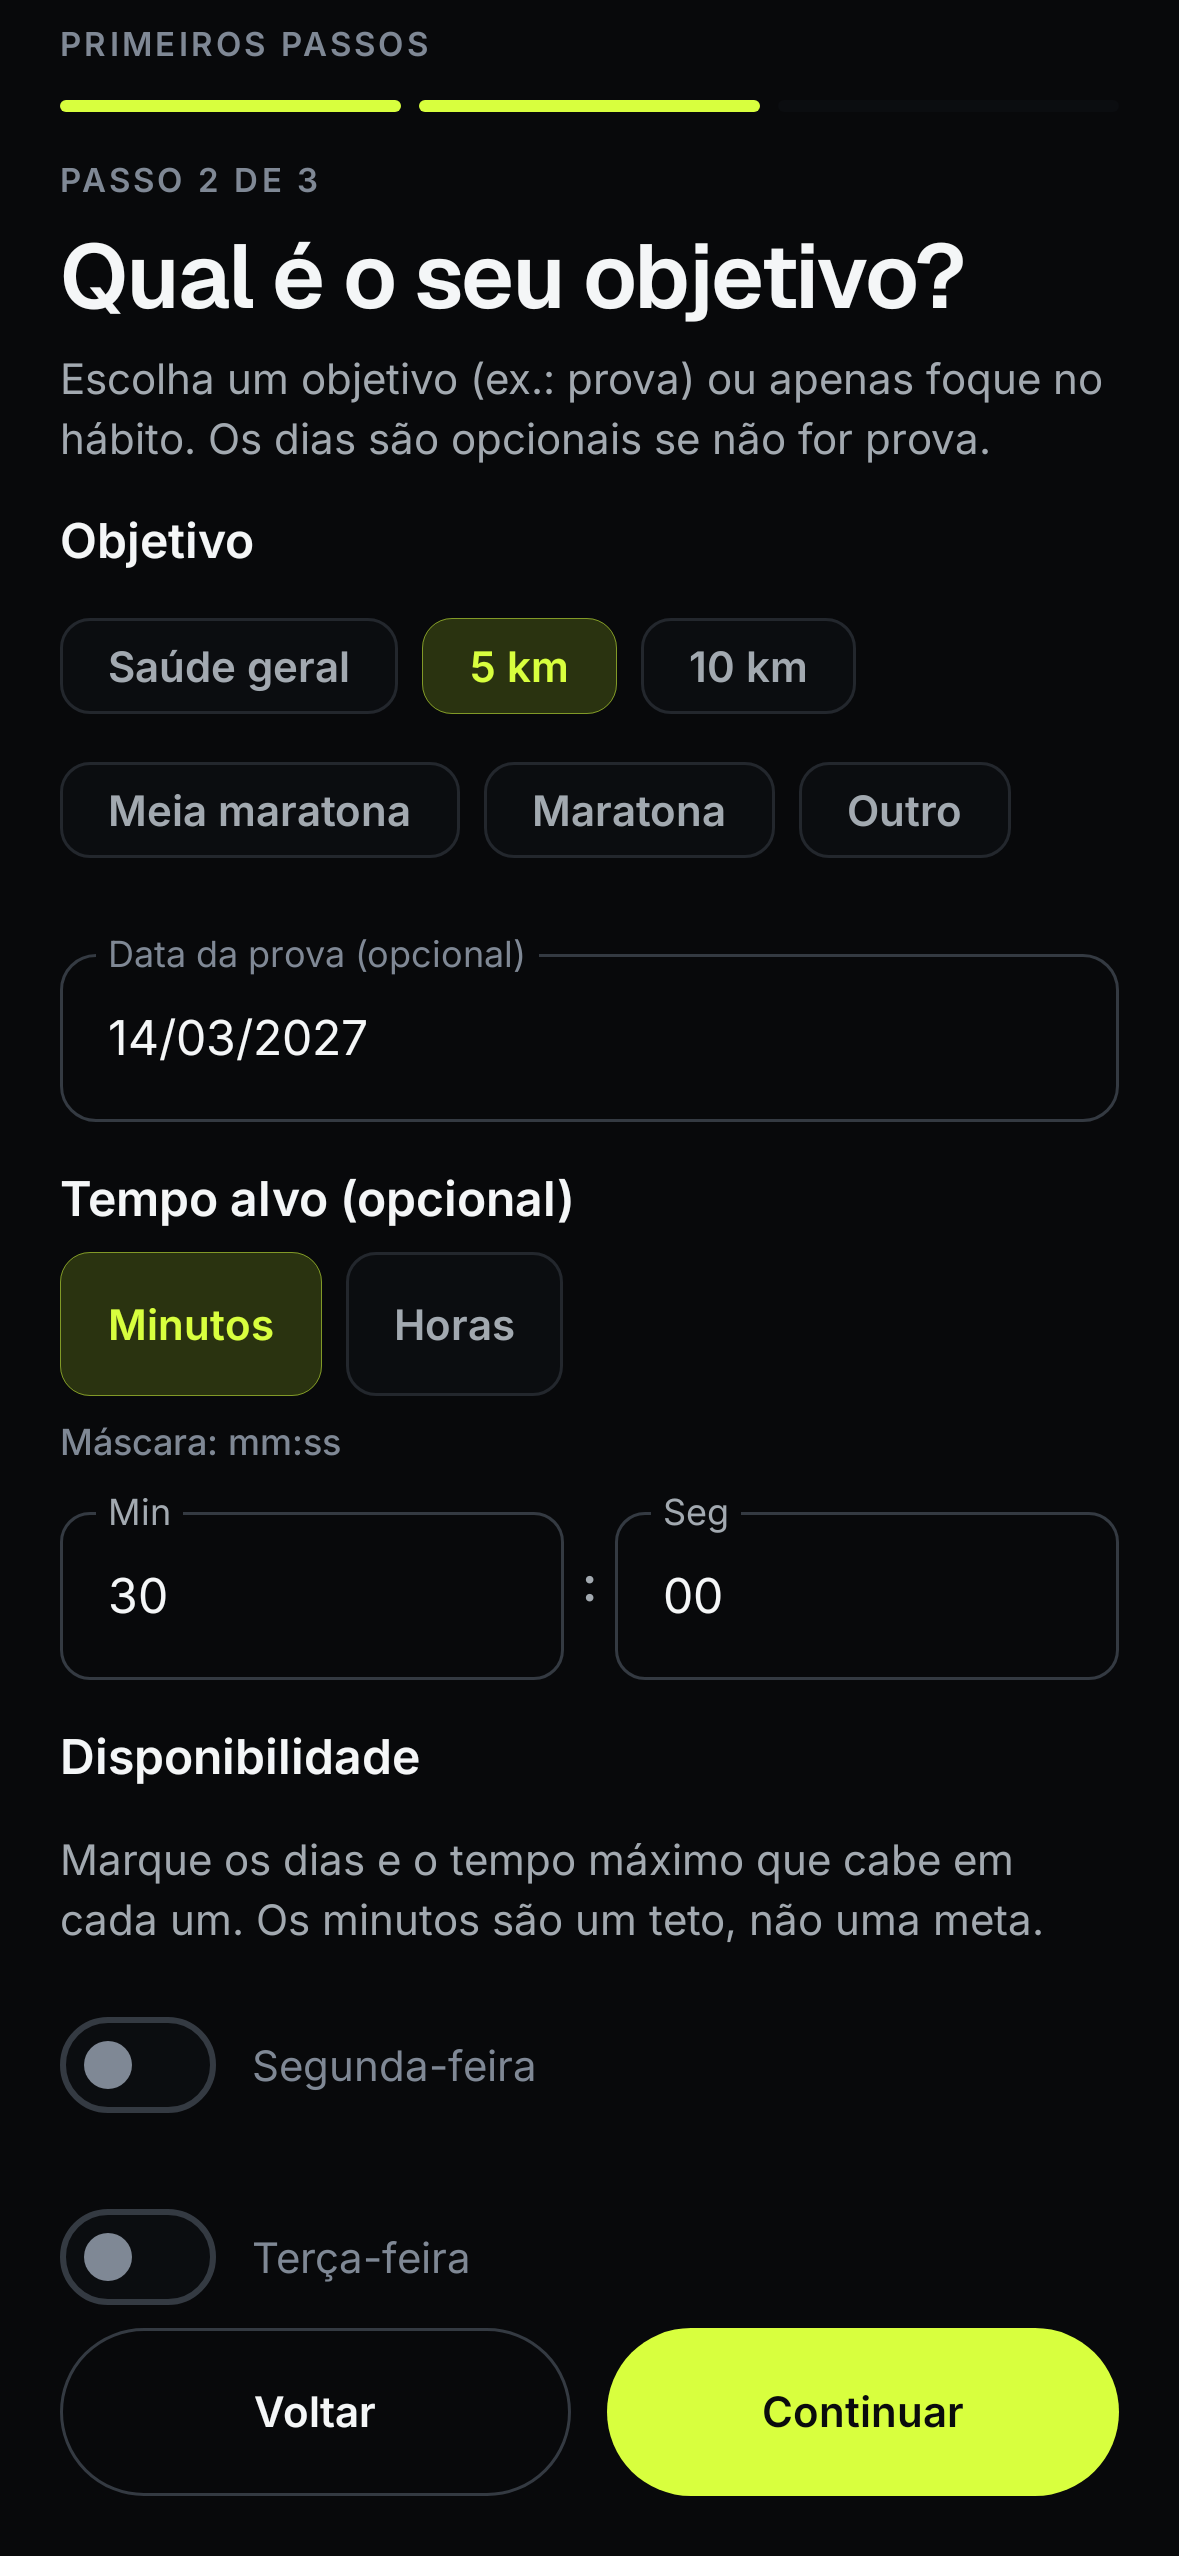 PRIMEIROS PASSOS
PASSO 2 DE 3
Qual é o seu objetivo?
Escolha um objetivo (ex.: prova) ou apenas foque no
hábito. Os dias são opcionais se não for prova.
Objetivo
Saúde geral
5 km
10 km
Meia maratona
Maratona
Outro
Data da prova (opcional)
14/03/2027
Tempo alvo (opcional)
Minutos
Horas
Máscara: mm:ss
Min
30
:
Seg
00
Disponibilidade
Marque os dias e o tempo máximo que cabe em
cada um. Os minutos são um teto, não uma meta.
Segunda-feira
Terça-feira
Voltar
Continuar